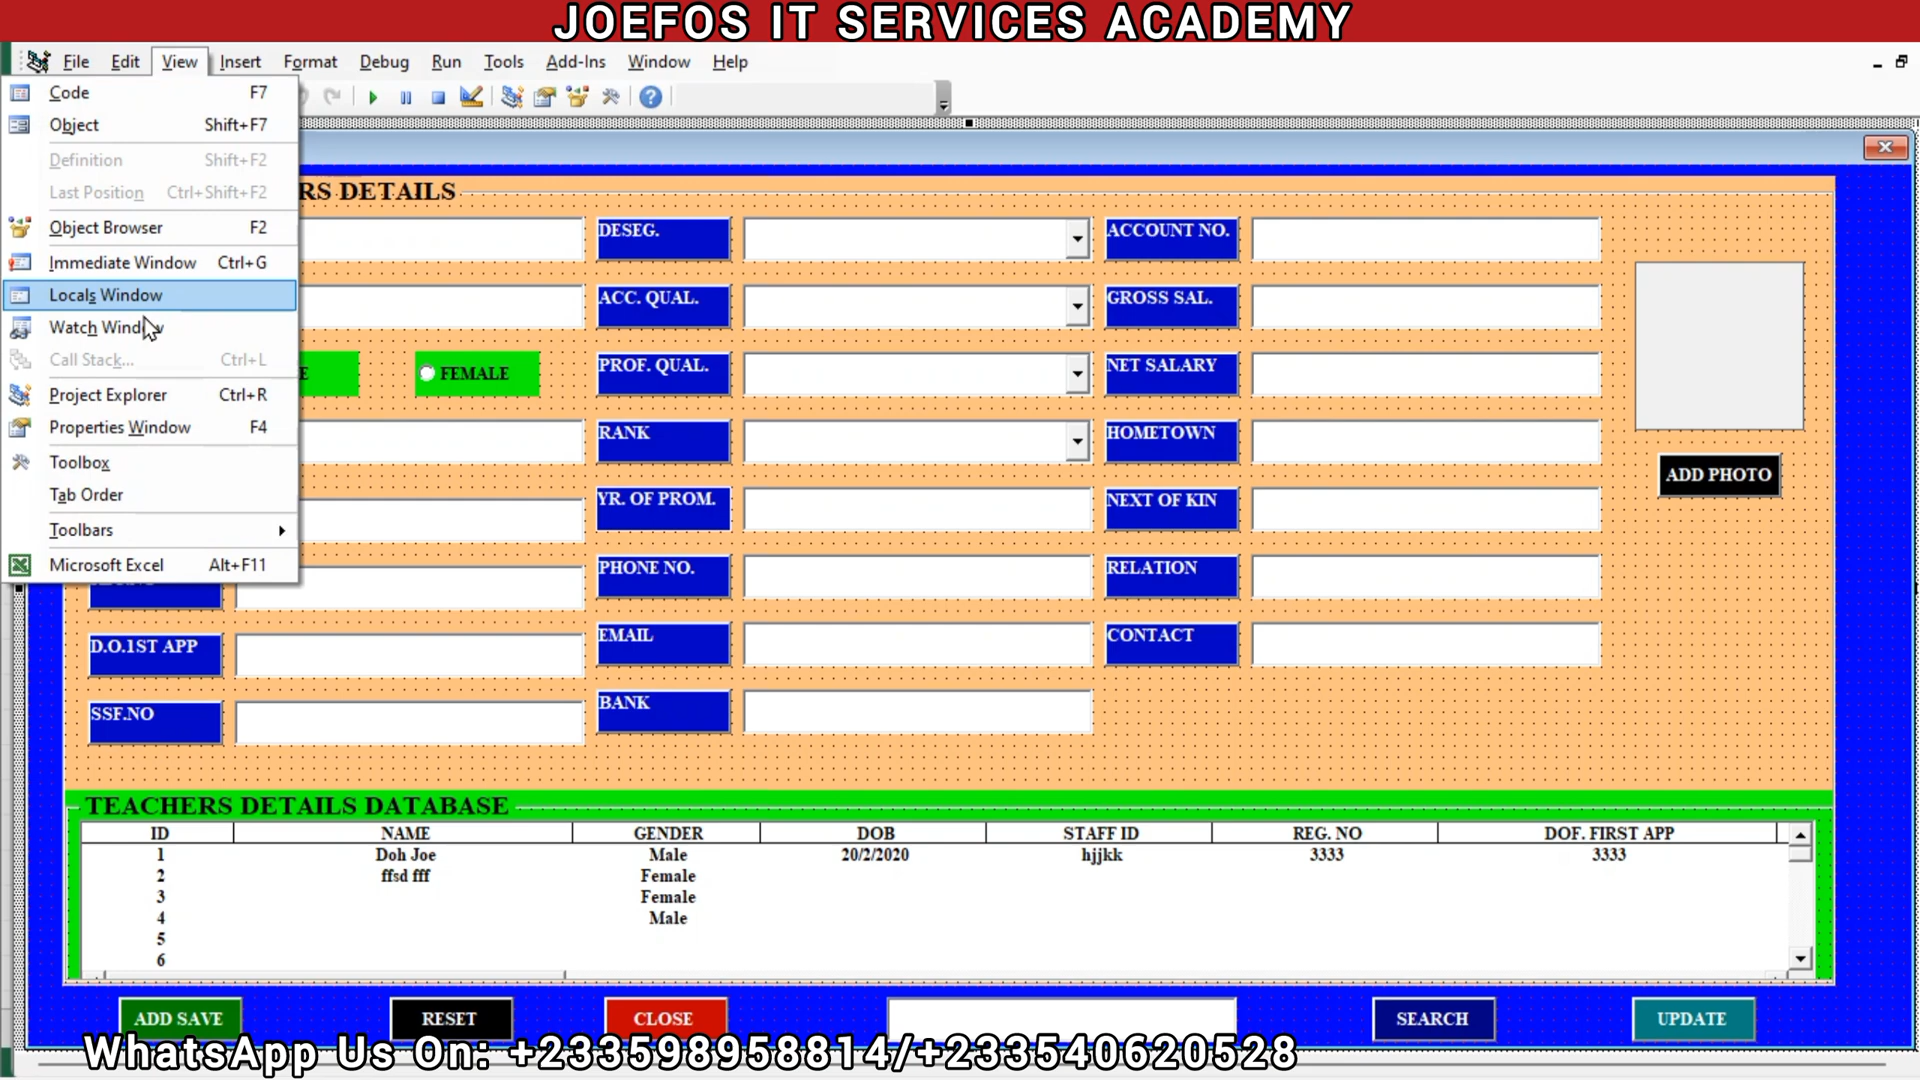 JOEFOS IT SERVICES ACADEMY
File Edit View Insert Format Debug Run Tools Add-Ins Window Help
Code F7
Object Shift+F7
Definition Shift+F2
Last Position Ctrl+Shift+F2
Object Browser F2
Immediate Window Ctrl+G
Locals Window
Watch Window
Call Stack... Ctrl+L
Project Explorer Ctrl+R
Properties Window F4
Toolbox
Tab Order
Toolbars
Microsoft Excel Alt+F11
RS DETAILS
DESEG. ACCOUNT NO.
ACC. QUAL. GROSS SAL.
E FEMALE PROF. QUAL. NET SALARY
RANK HOMETOWN
ADD PHOTO
YR. OF PROM. NEXT OF KIN
PHONE NO. RELATION
D.O.1ST APP EMAIL CONTACT
SSF.NO BANK
TEACHERS DETAILS DATABASE
ID NAME GENDER DOB STAFF ID REG. NO DOF. FIRST APP
1 Doh Joe Male 20/2/2020 hjjkk 3333 3333
2 ffsd fff Female
3 Female
4 Male
5
6
ADD SAVE RESET CLOSE SEARCH UPDATE
WhatsApp Us On: +233598958814/+233540620528